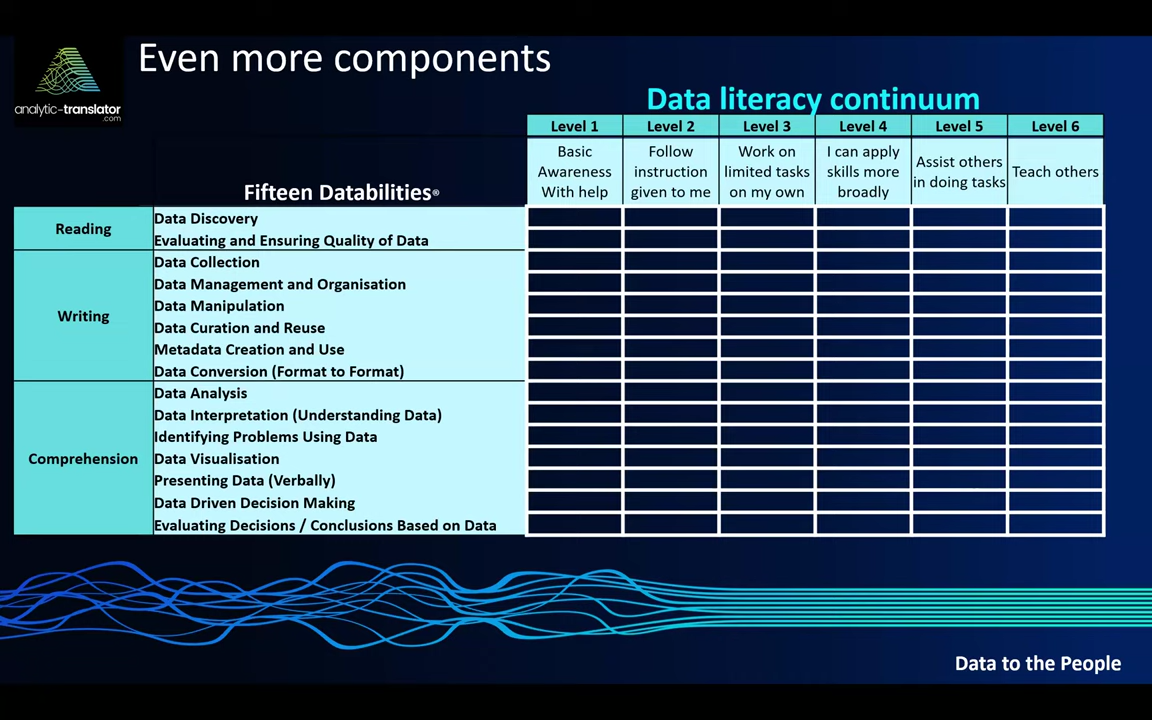 Even more components
analytic-translator
.com
Data literacy continuum
Level 1
Level 2
Level 3
Level 4
Level 5
Level 6
Basic
Awareness
With help
Follow
instruction
given to me
Work on
limited tasks
on my own
I can apply
skills more
broadly
Assist others
in doing tasks
Teach others
Fifteen Databilities®
Reading
Data Discovery
Evaluating and Ensuring Quality of Data
Writing
Data Collection
Data Management and Organisation
Data Manipulation
Data Curation and Reuse
Metadata Creation and Use
Data Conversion (Format to Format)
Comprehension
Data Analysis
Data Interpretation (Understanding Data)
Identifying Problems Using Data
Data Visualisation
Presenting Data (Verbally)
Data Driven Decision Making
Evaluating Decisions / Conclusions Based on Data
Data to the People